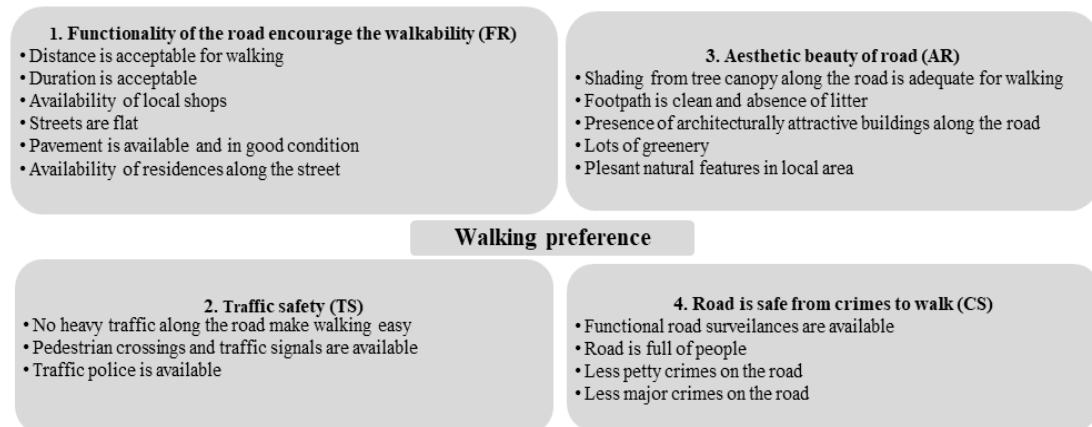 1. Functionality of the road encourage the walkability (FR)
• Distance is acceptable for walking
• Duration is acceptable
• Availability of local shops
• Streets are flat
• Pavement is available and in good condition
• Availability of residences along the street
3. Aesthetic beauty of road (AR)
• Shading from tree canopy along the road is adequate for walking
• Footpath is clean and absence of litter
• Presence of architecturally attractive buildings along the road
• Lots of greenery
• Plesant natural features in local area
Walking preference
2. Traffic safety (TS)
• No heavy traffic along the road make walking easy
• Pedestrian crossings and traffic signals are available
• Traffic police is available
4. Road is safe from crimes to walk (CS)
• Functional road surveilances are available
• Road is full of people
• Less petty crimes on the road
• Less major crimes on the road